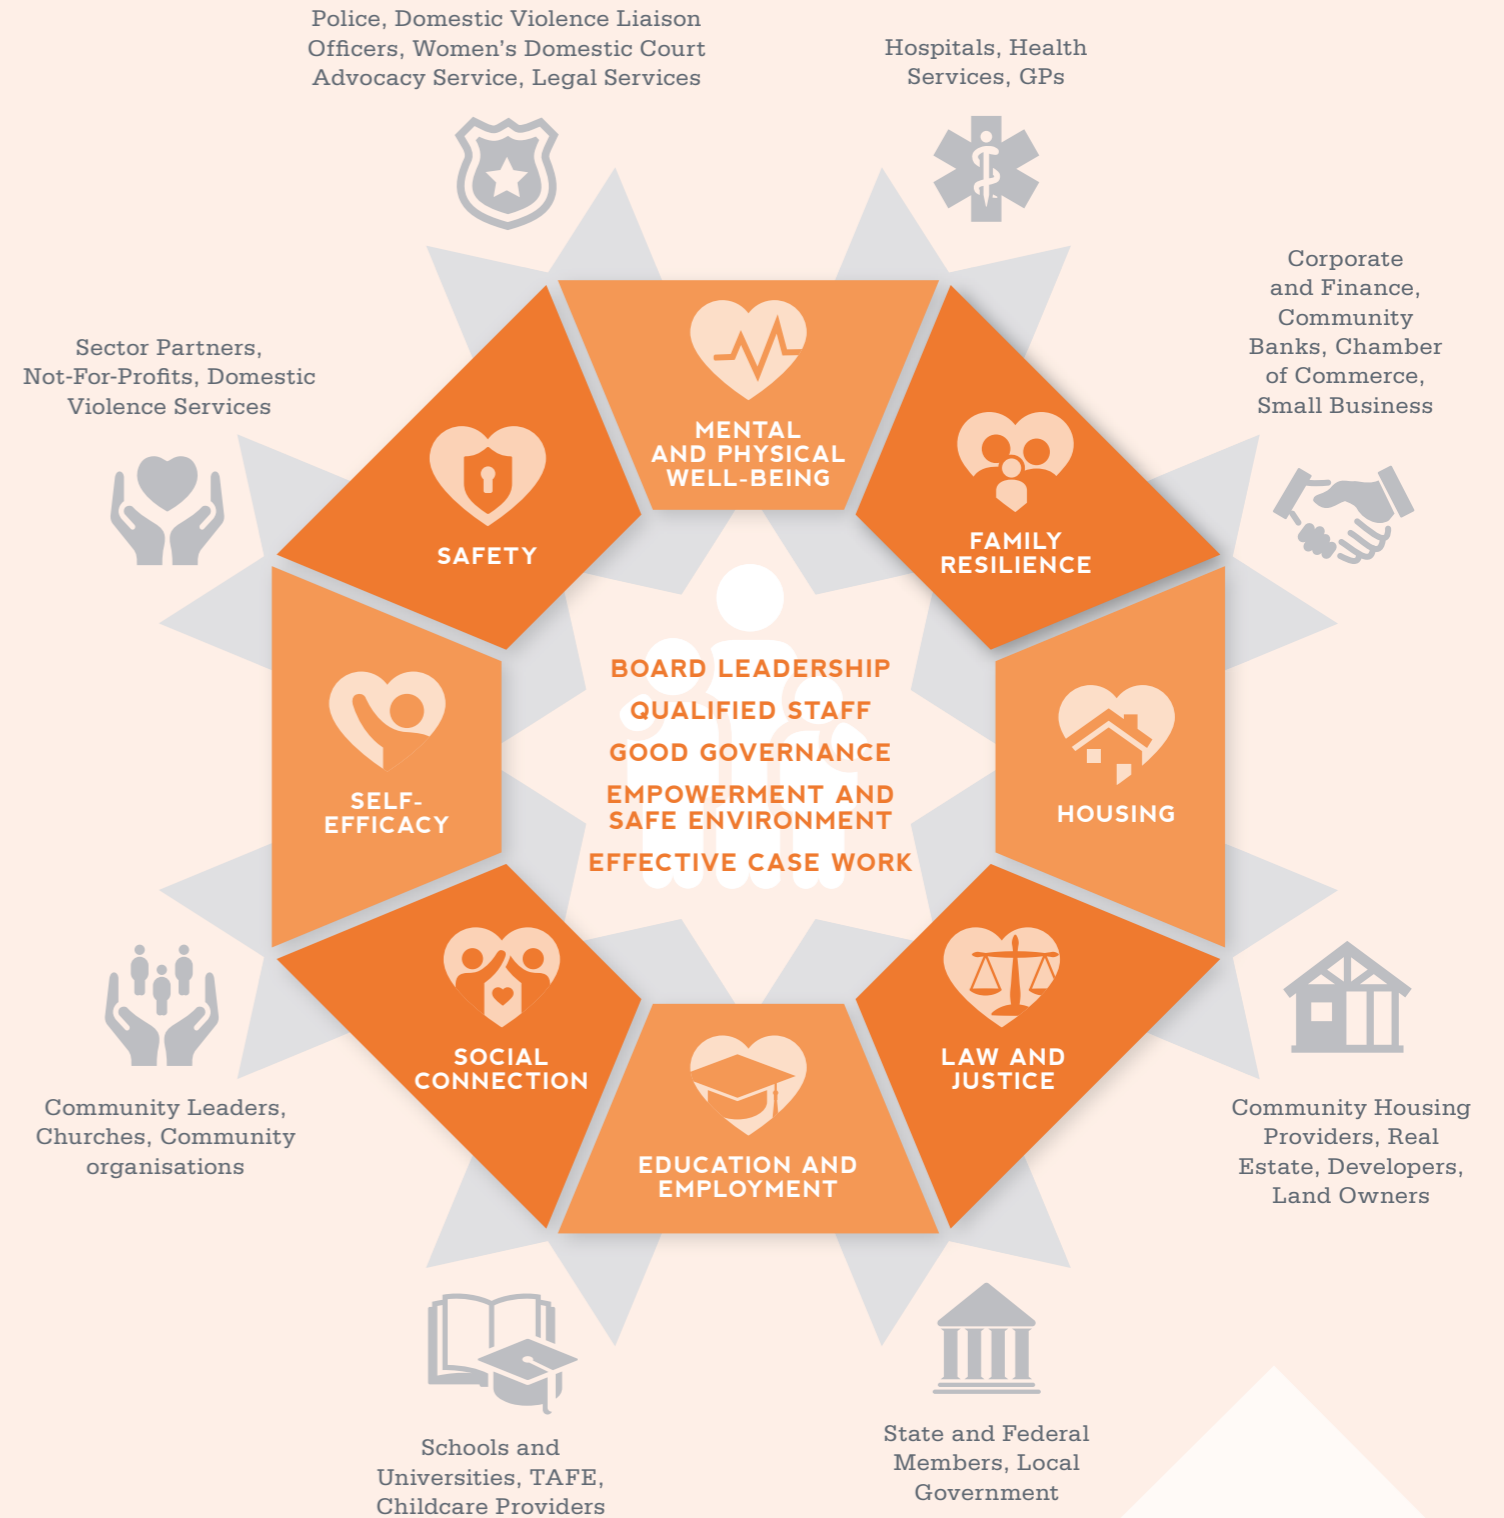 Police, Domestic Violence Liaison
Officers, Women's Domestic Court
Advocacy Service, Legal Services
Hospitals, Health
Services, GPs
Corporate
and Finance,
Community
Banks, Chamber
of Commerce,
Small Business
Sector Partners,
Not-For-Profits, Domestic
Violence Services
MENTAL
AND PHYSICAL
WELL-BEING
SAFETY
FAMILY
RESILIENCE
BOARD LEADERSHIP
QUALIFIED STAFF
GOOD GOVERNANCE
EMPOWERMENT AND
SAFE ENVIRONMENT
EFFECTIVE CASE WORK
SELF-
EFFICACY
HOUSING
SOCIAL
CONNECTION
LAW AND
JUSTICE
EDUCATION AND
EMPLOYMENT
Community Leaders,
Churches, Community
organisations
Community Housing
Providers, Real
Estate, Developers,
Land Owners
Schools and
Universities, TAFE,
Childcare Providers
State and Federal
Members, Local
Government